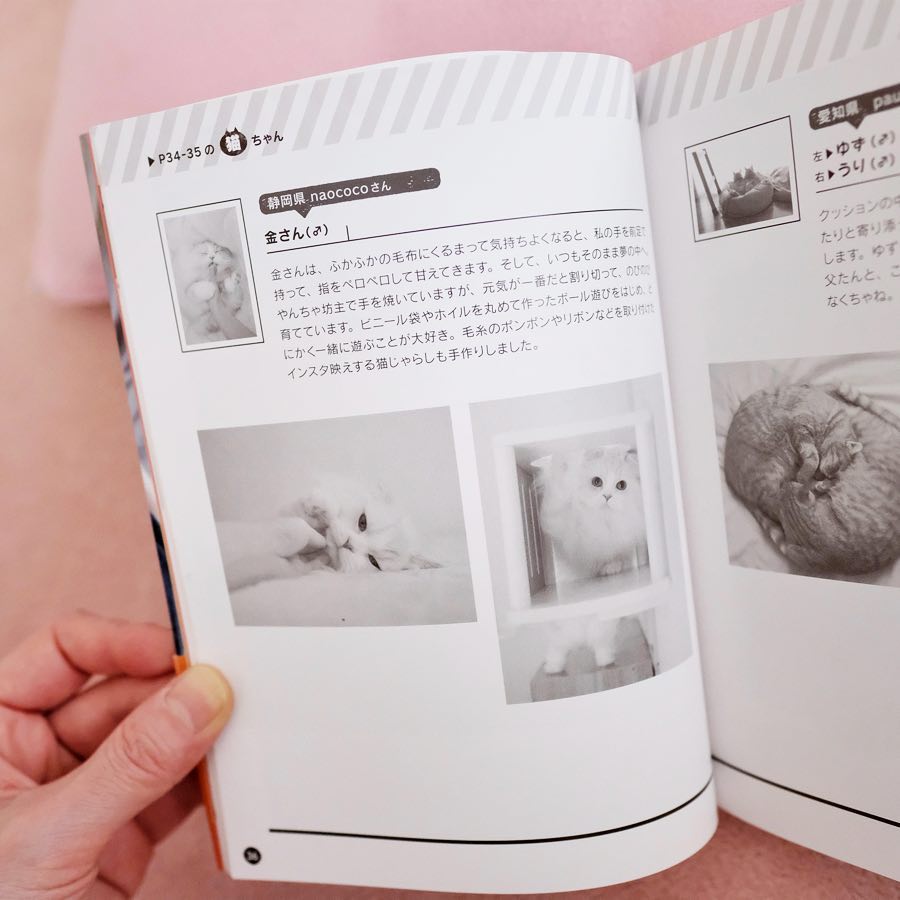 ▶P34-35の猫ちゃん
静岡県 naococoさん
金さん(♂)
金さんは、ふかふかの毛布にくるまって気持ちよくなると、私の手を前足で
持って、指をペロペロして甘えてきます。そして、いつもそのまま夢の中へ。
やんちゃ坊主で手を焼いていますが、元気が一番だと割り切って、のびのび
育てています。ビニール袋やホイルを丸めて作ったボール遊びをはじめ、と
にかく一緒に遊ぶことが大好き。毛糸のボンボンやリボンなどを取り付けた
インスタ映えする猫じゃらしも手作りしました。
36
愛知県 pau
左▶ゆず(♂)
右▶うり(♂)
クッションの中
たりと寄り添
します。ゆず
父たんと、こ
なくちゃね。